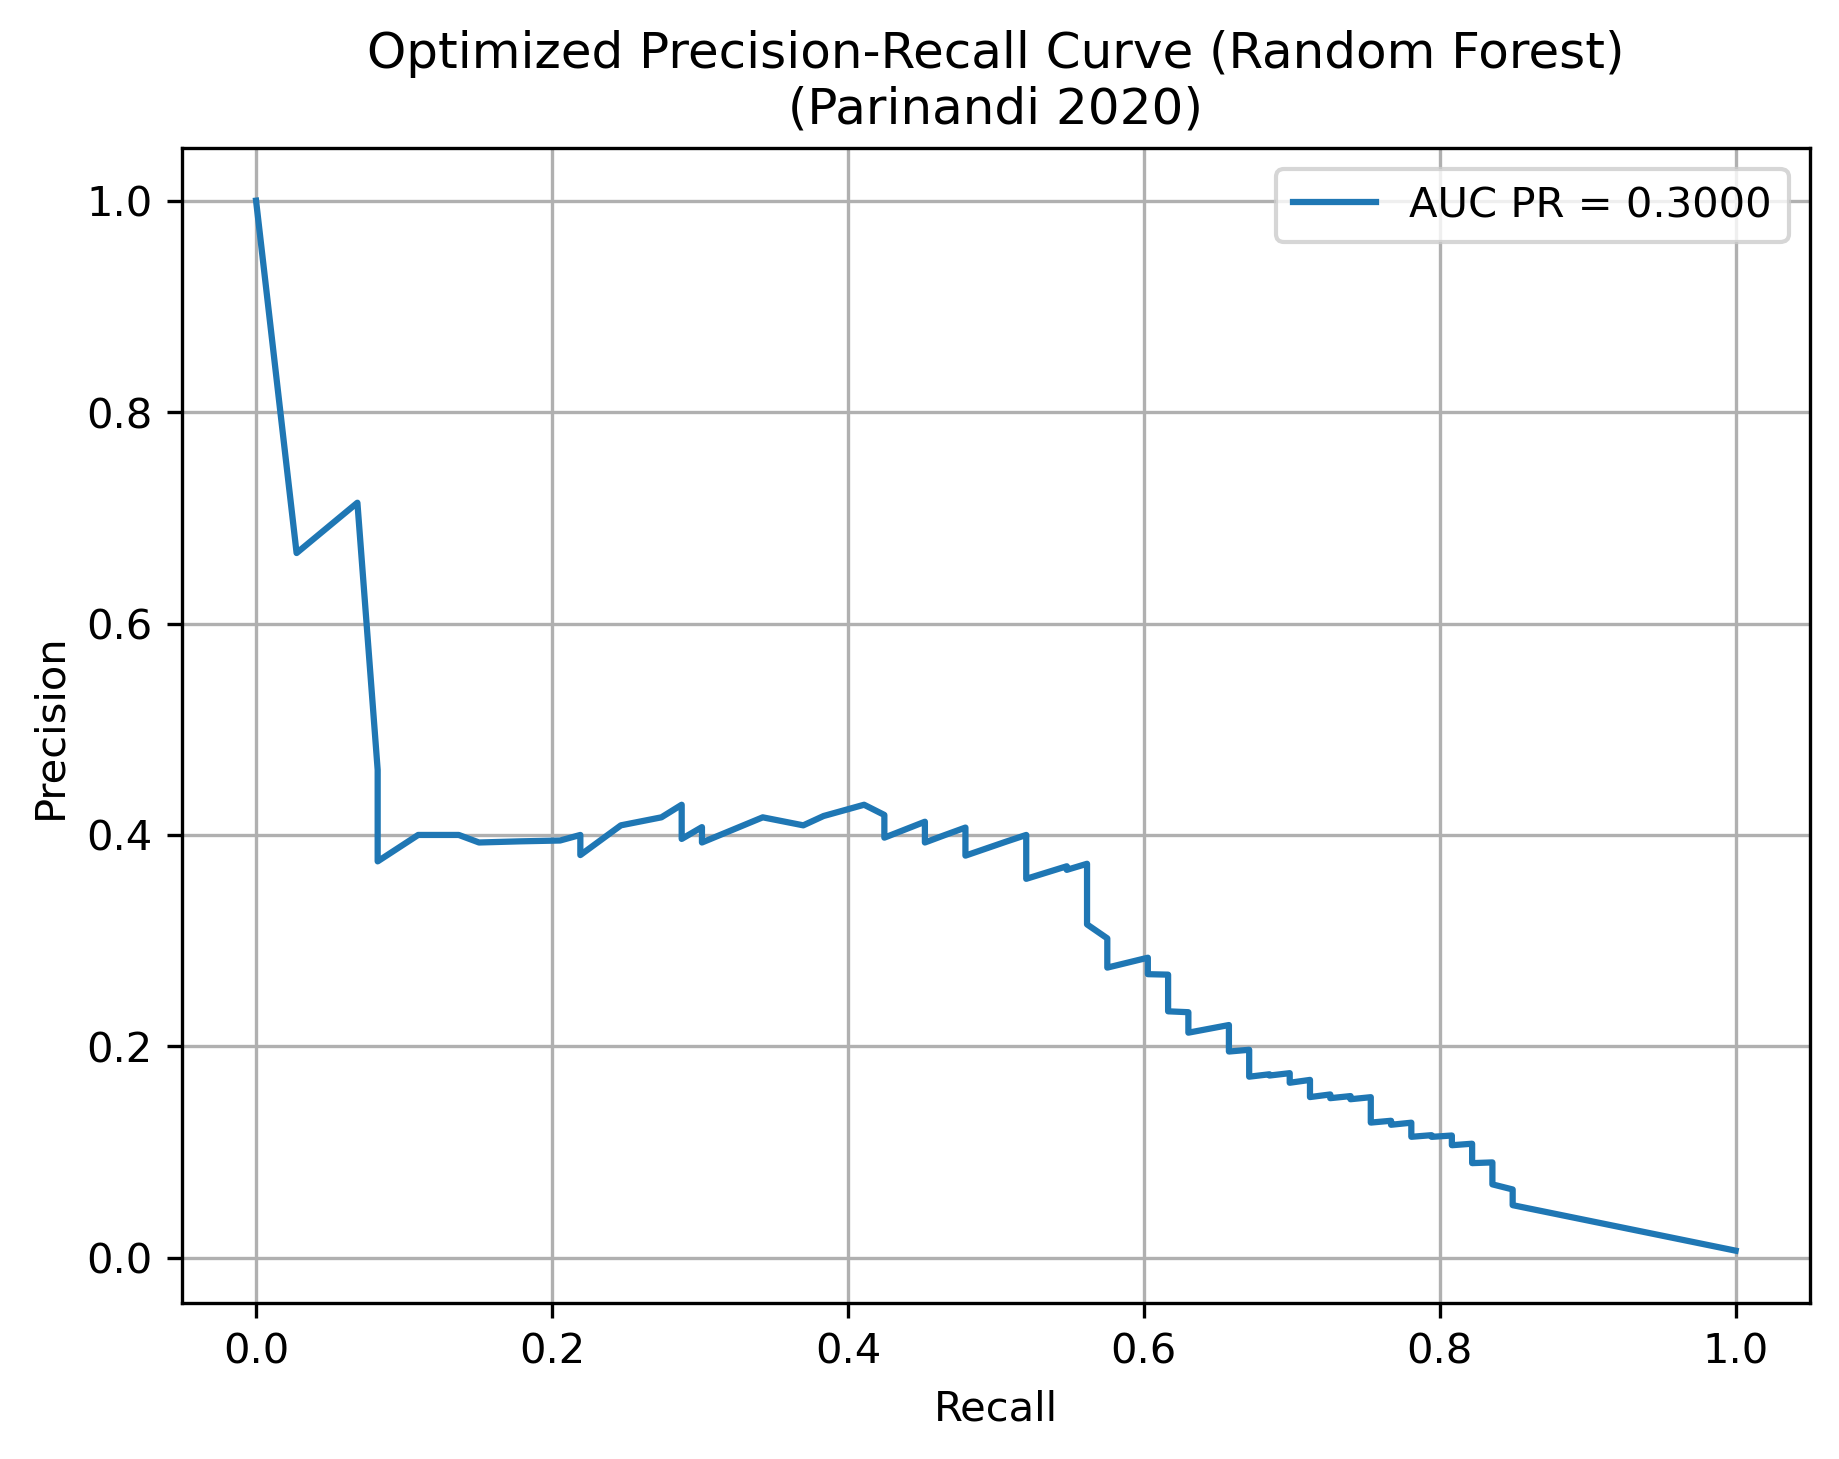 Optimized Precision-Recall Curve (Random Forest)
(Parinandi 2020)
AUC PR = 0.3000
1.0
0.8
0.6
0.4
0.2
0.0
Precision
0.0 0.2 0.4 0.6 0.8 1.0
Recall